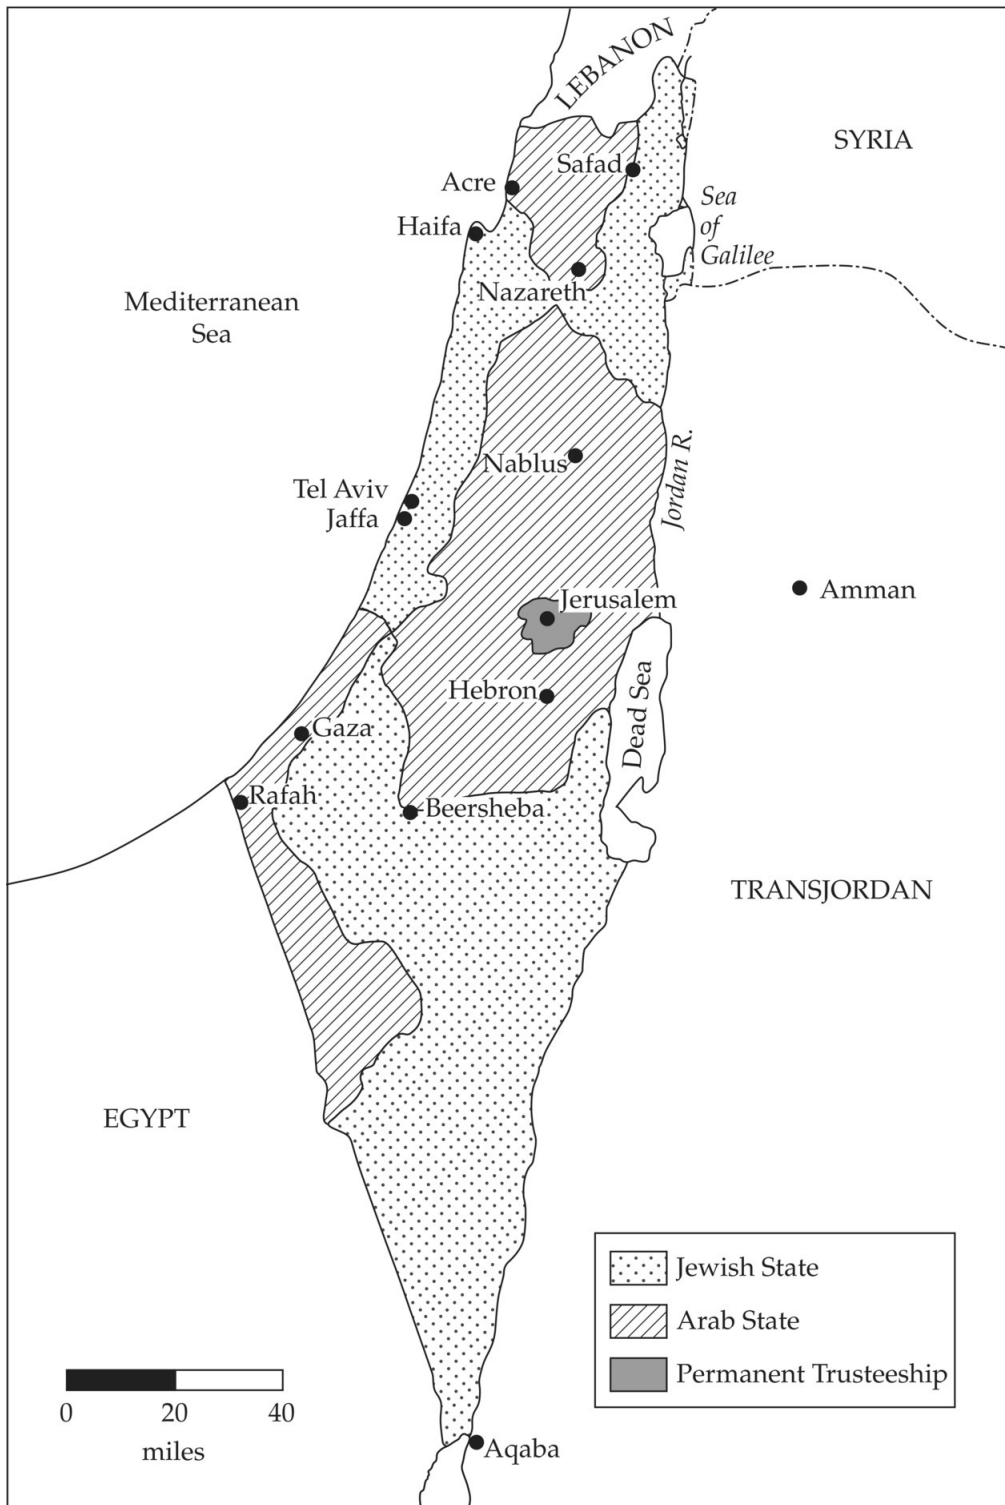 LEBANON
SYRIA
Safad
Acre
Sea
of
Galilee
Haifa
Nazareth
Mediterranean
Sea
Jordan R.
Nablus
Tel Aviv
Jaffa
Amman
Jerusalem
Hebron
Dead Sea
Gaza
Rafah
Beersheba
TRANSJORDAN
EGYPT
Jewish State
Arab State
Permanent Trusteeship
0 20 40
miles
Aqaba